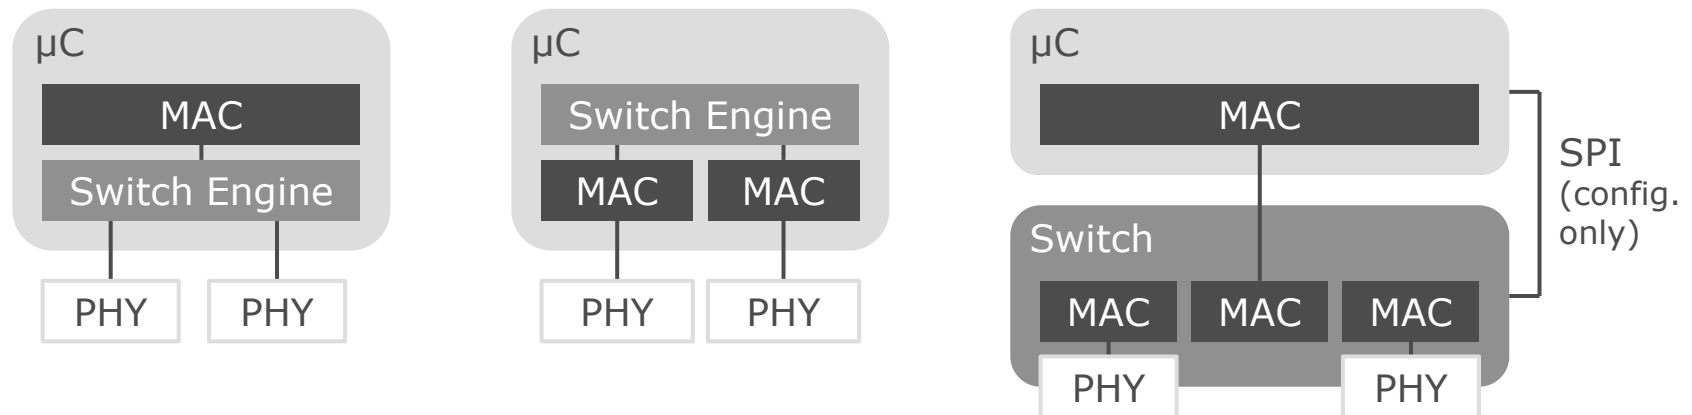 µC
MAC
Switch Engine
PHY PHY
µC
Switch Engine
MAC MAC
PHY PHY
µC
MAC
SPI
(config.
only)
Switch
MAC MAC MAC
PHY PHY